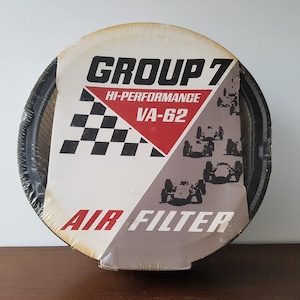 GROUP 7
HI-PERFORMANCE
VA-62
AIR FILTER